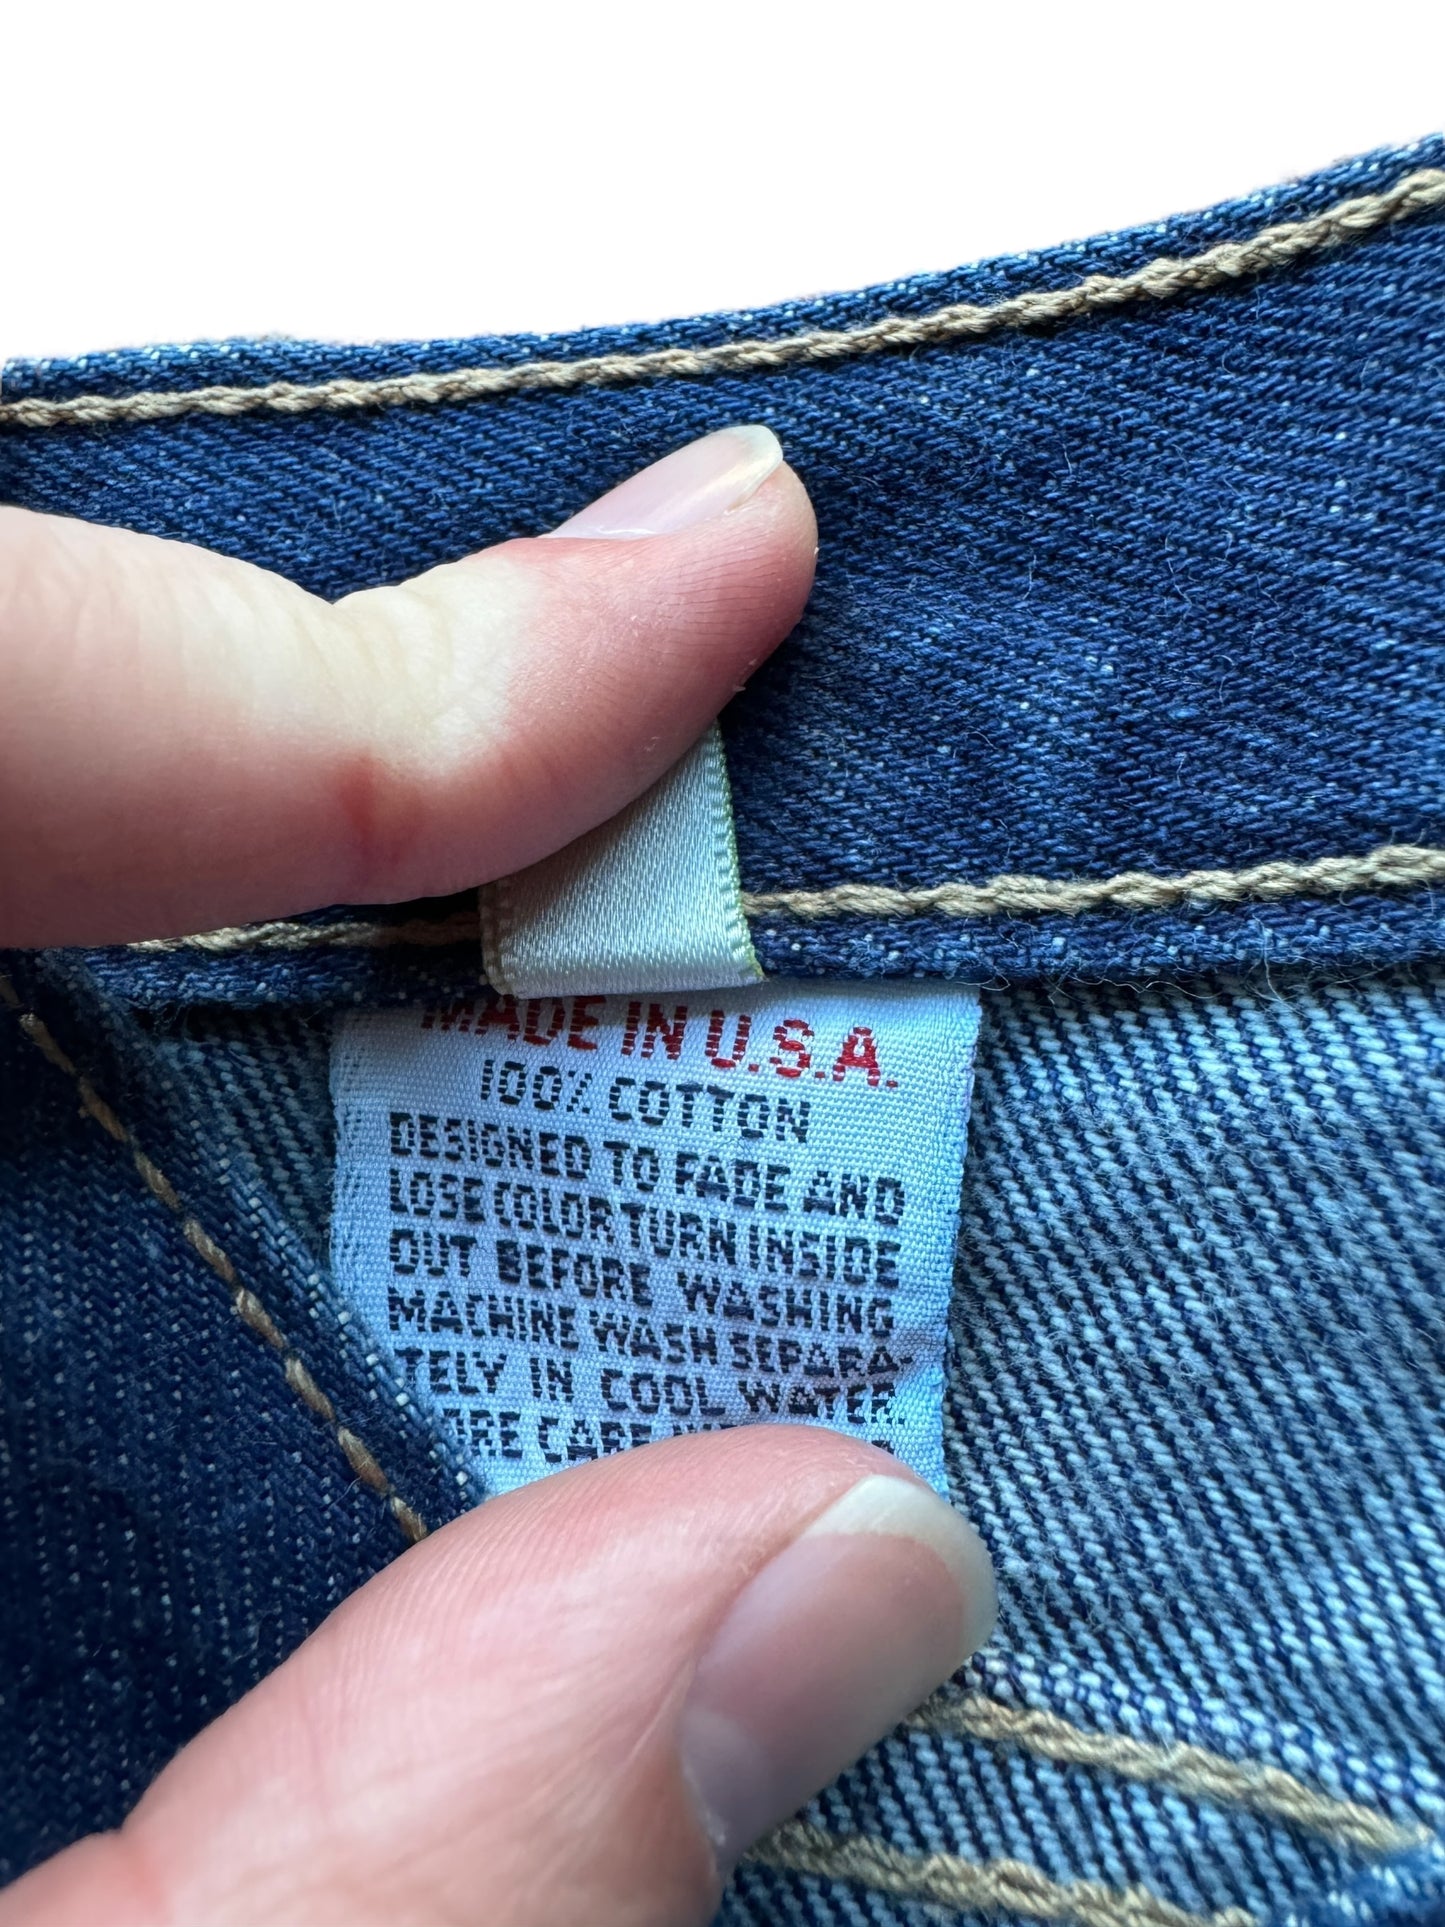 MADE IN U.S.A.
100% COTTON
DESIGNED TO FADE AND
LOSE COLOR TURN INSIDE
OUT BEFORE WASHING
MACHINE WASH SEPARA-
TELY IN COOL WATER.
CARE